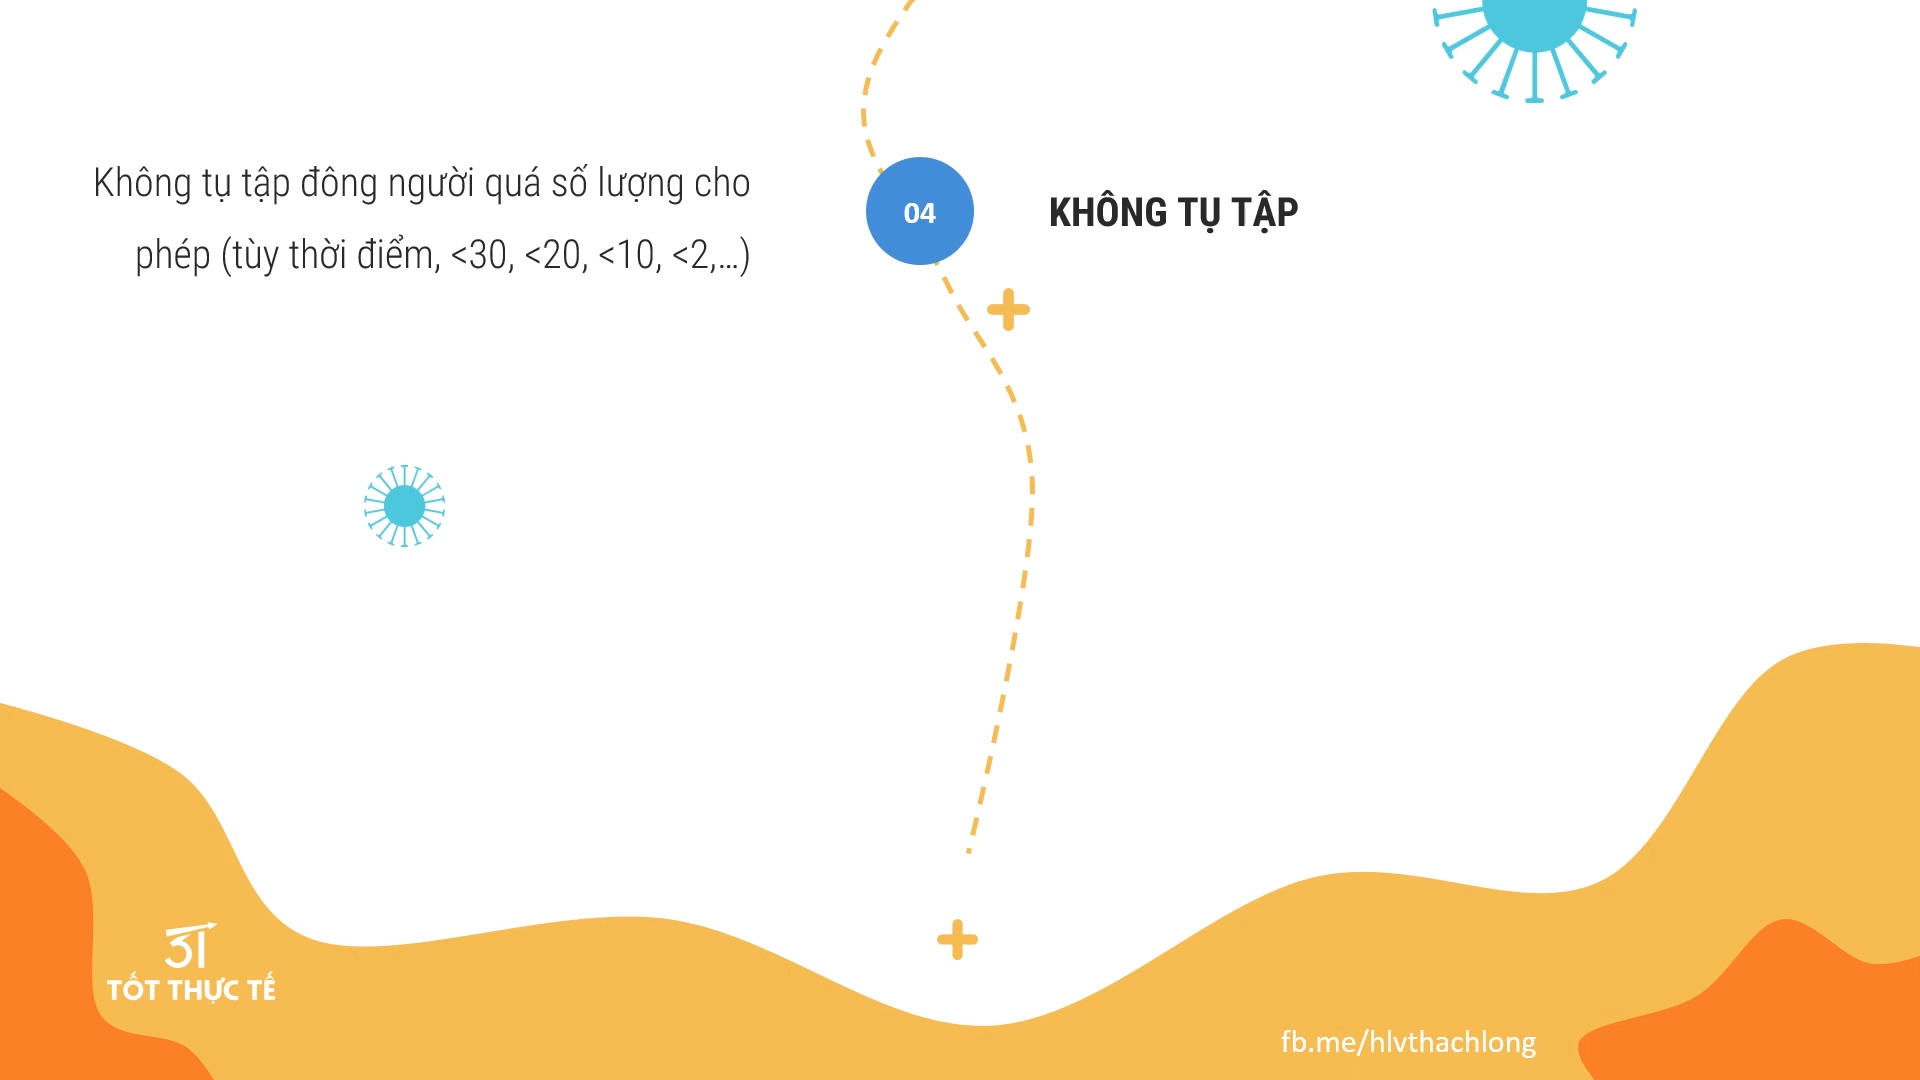 Không tụ tập đông người quá số lượng cho
phép (tùy thời điểm, <30, <20, <10, <2,...)
04
KHÔNG TỤ TẬP
3T
TỐT THỰC TẾ
fb.me/hlvthachlong